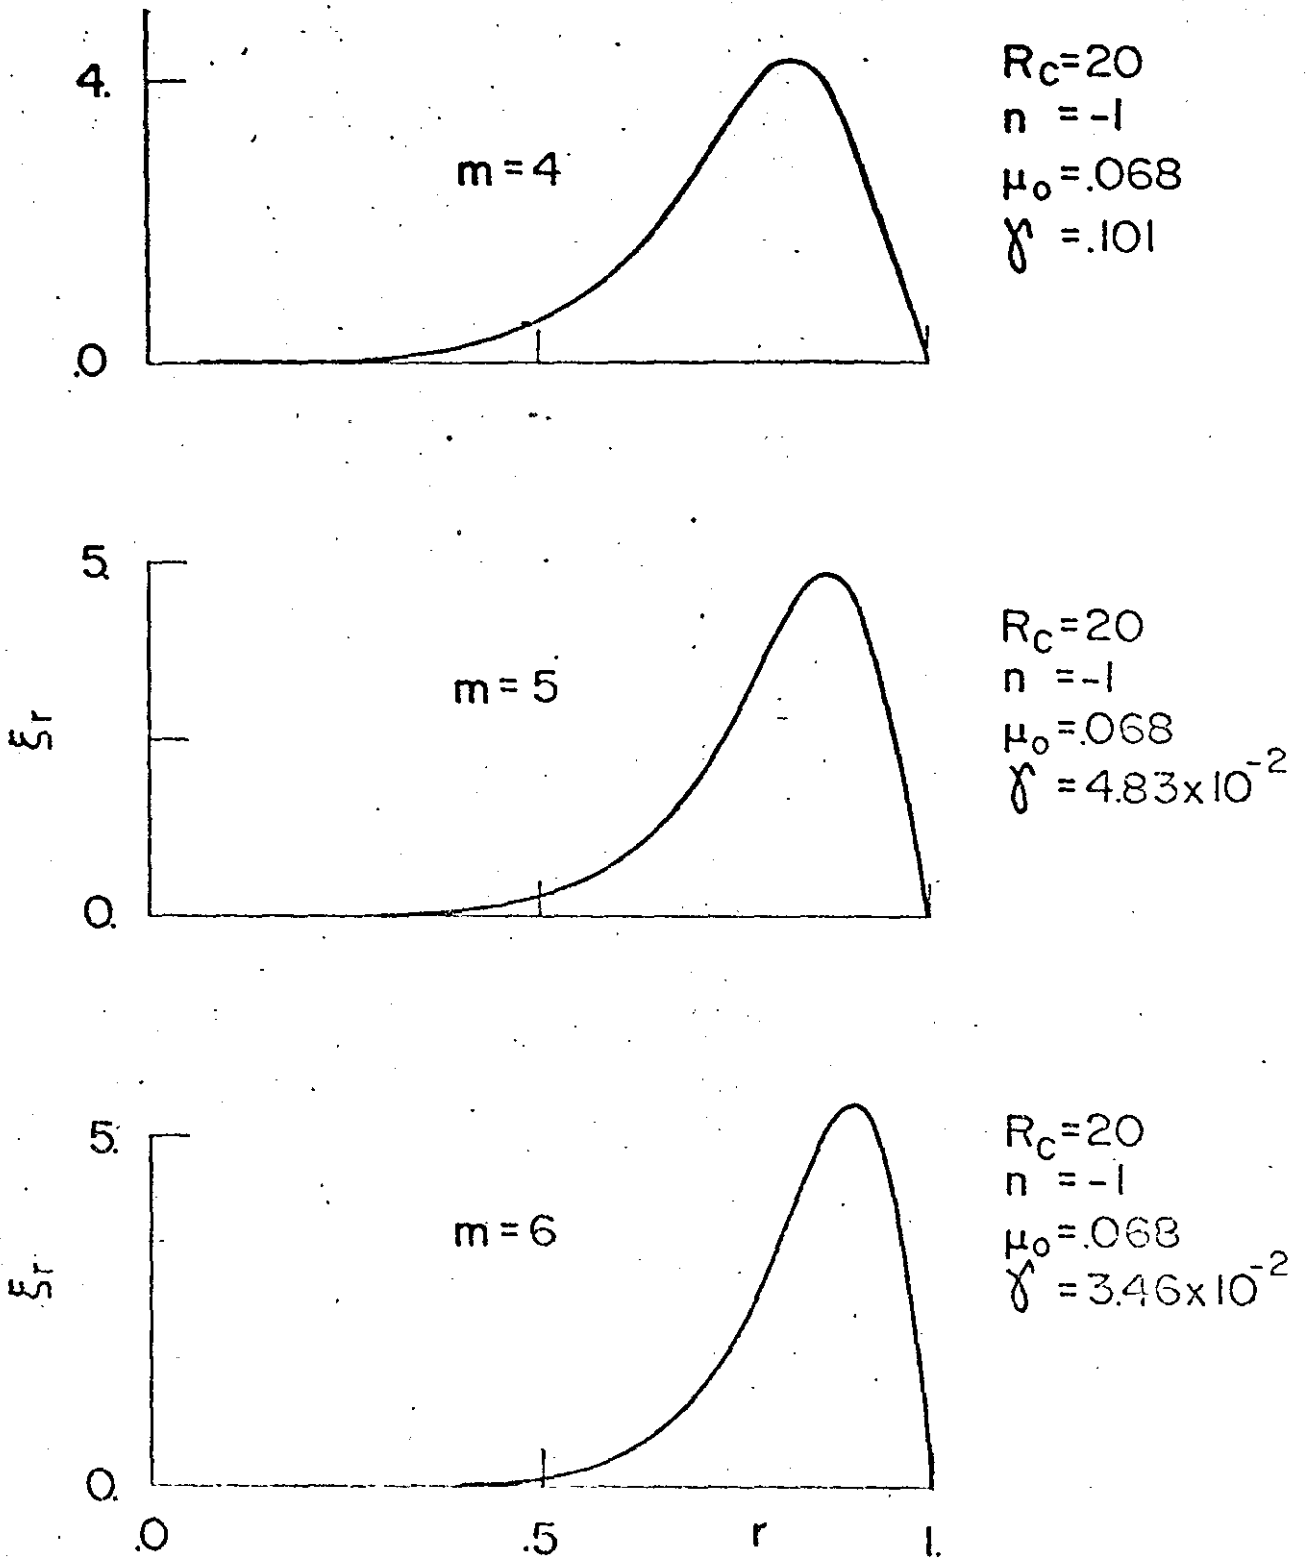 4.
m=4
.0
R_C=20
n =-1
μ_o=.068
γ =.101
5.
m=5
ξ_r
0.
R_C=20
n =-1
μ_o=.068
γ =4.83x10^-2
5.
m=6
ξ_r
0.
R_C=20
n =-1
μ_o=.068
γ =3.46x10^-2
.0 .5 r 1.